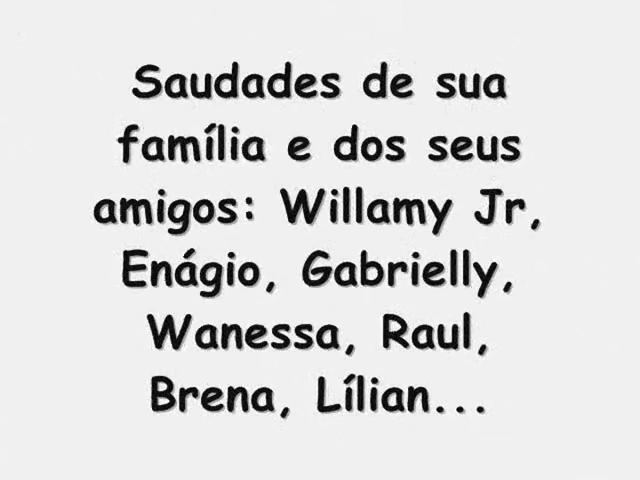 Saudades de sua
família e dos seus
amigos: Willamy Jr,
Enágio, Gabrielly,
Wanessa, Raul,
Brena, Lílian...